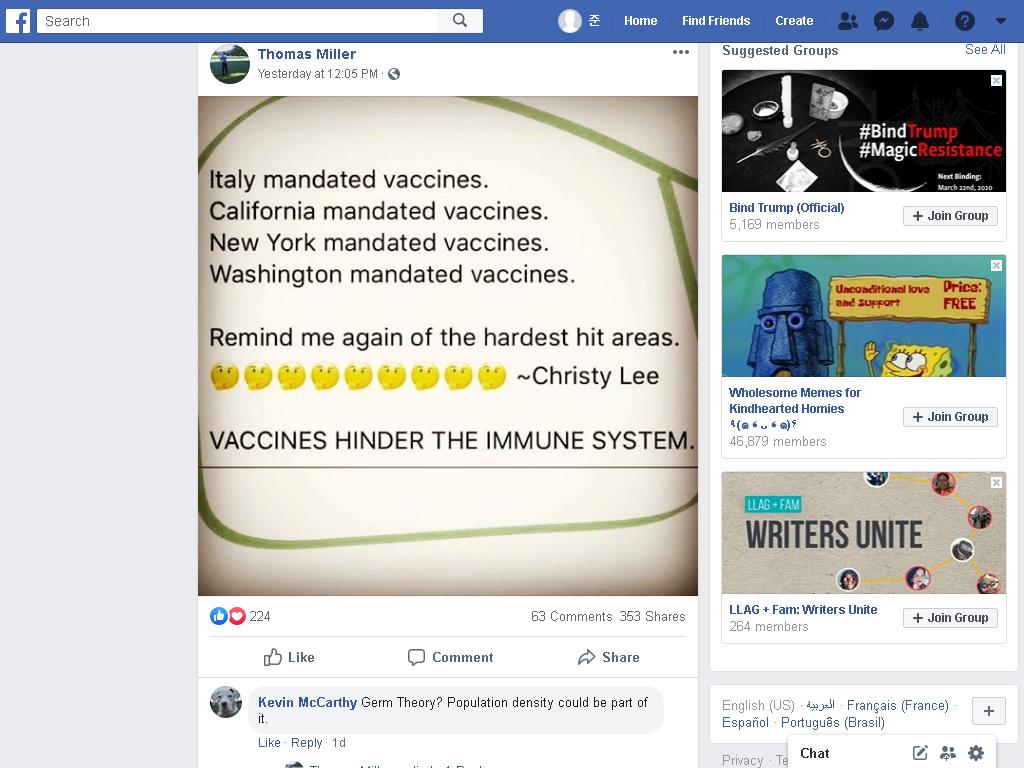 Search
준
Home
Find Friends
Create
Thomas Miller
Yesterday at 12:05 PM ·
Italy mandated vaccines.
California mandated vaccines.
New York mandated vaccines.
Washington mandated vaccines.
Remind me again of the hardest hit areas.
🤔🤔🤔🤔🤔🤔🤔🤔🤔 ~Christy Lee
VACCINES HINDER THE IMMUNE SYSTEM.
224
63 Comments 353 Shares
Like
Comment
Share
Kevin McCarthy Germ Theory? Population density could be part of
it.
Like · Reply · 1d
Suggested Groups
See All
#BindTrump
#MagicResistance
Next Binding:
March 22nd, 2020
Bind Trump (Official)
5,169 members
+ Join Group
Unconditional love
and support
Price:
FREE
Wholesome Memes for
Kindhearted Homies
46,879 members
+ Join Group
LLAG + FAM
WRITERS UNITE
LLAG + Fam: Writers Unite
264 members
+ Join Group
English (US) · العربية · Français (France) ·
Español · Português (Brasil)
Privacy ·
Chat